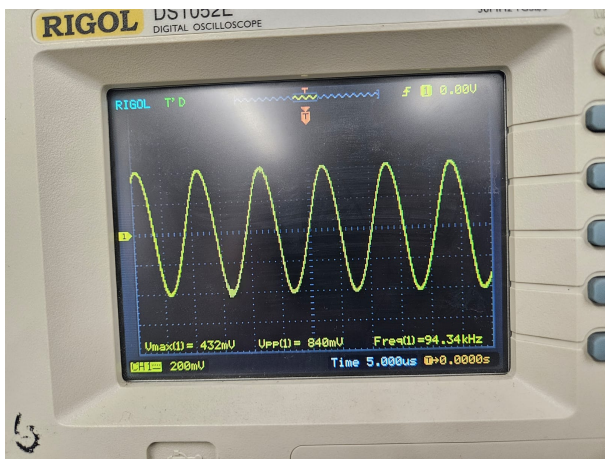 RIGOL DS1052E
DIGITAL OSCILLOSCOPE
RIGOL T'D 1 0.00V
T
T
1
Vmax(1)= 432mV Vpp(1)= 840mV Freq(1)=94.34kHz
CH1 200mV Time 5.000us T→0.0000s
5